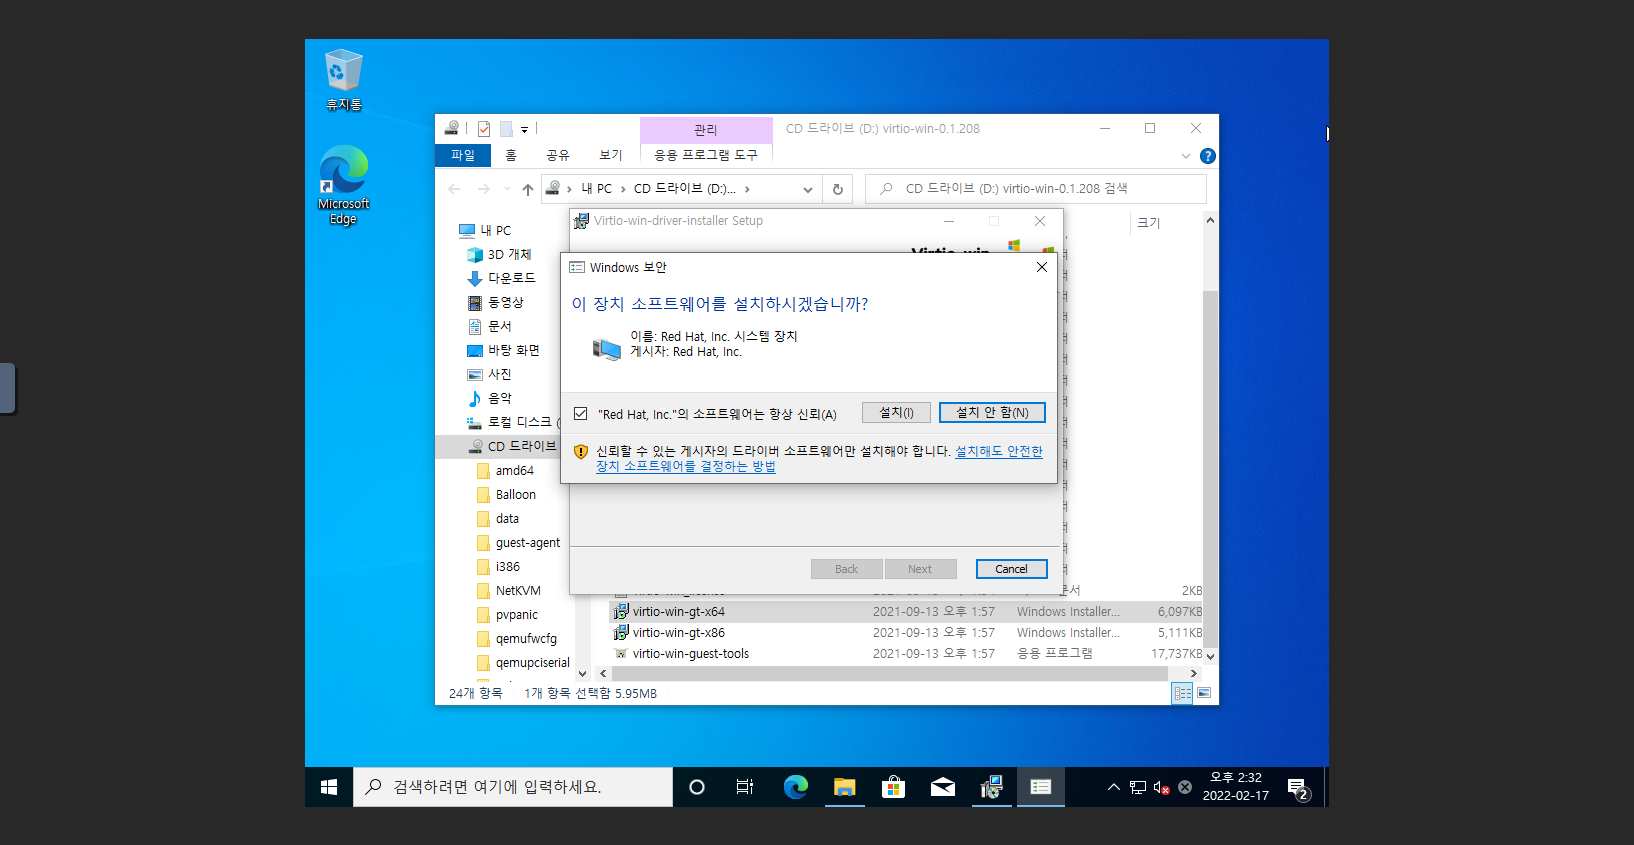 휴지통
Microsoft
Edge
관리
CD 드라이브 (D:) virtio-win-0.1.208
파일
홈
공유
보기
응용 프로그램 도구
내 PC
CD 드라이브 (D:)...
CD 드라이브 (D:) virtio-win-0.1.208 검색
내 PC
3D 개체
다운로드
동영상
문서
바탕 화면
사진
음악
로컬 디스크 (
CD 드라이브
amd64
Balloon
data
guest-agent
i386
NetKVM
pvpanic
qemufwcfg
qemupciserial
크기
Virtio-win-driver-installer Setup
Virtio-win
Windows 보안
이 장치 소프트웨어를 설치하시겠습니까?
이름: Red Hat, Inc. 시스템 장치
게시자: Red Hat, Inc.
"Red Hat, Inc."의 소프트웨어는 항상 신뢰(A)
설치(I)
설치 안 함(N)
신뢰할 수 있는 게시자의 드라이버 소프트웨어만 설치해야 합니다. 설치해도 안전한
장치 소프트웨어를 결정하는 방법
Back
Next
Cancel
문서
2KB
virtio-win-gt-x64 2021-09-13 오후 1:57 Windows Installer... 6,097KB
virtio-win-gt-x86 2021-09-13 오후 1:57 Windows Installer... 5,111KB
virtio-win-guest-tools 2021-09-13 오후 1:57 응용 프로그램 17,737KB
24개 항목
1개 항목 선택함 5.95MB
검색하려면 여기에 입력하세요.
오후 2:32
2022-02-17
2